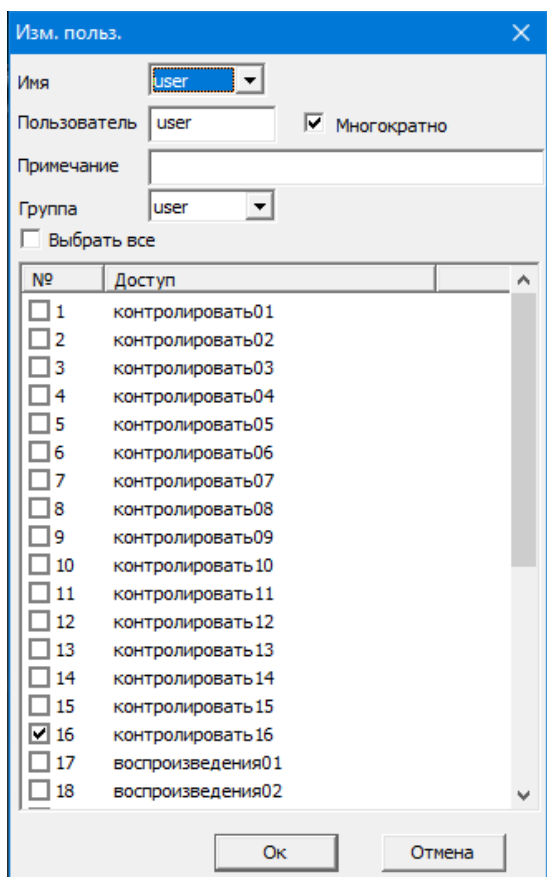 Изм. польз.
Имя user
Пользователь user Многократно
Примечание
Группа user
Выбрать все
№ Доступ
1 контролировать01
2 контролировать02
3 контролировать03
4 контролировать04
5 контролировать05
6 контролировать06
7 контролировать07
8 контролировать08
9 контролировать09
10 контролировать10
11 контролировать11
12 контролировать12
13 контролировать13
14 контролировать14
15 контролировать15
16 контролировать16
17 воспроизведения01
18 воспроизведения02
Ок Отмена